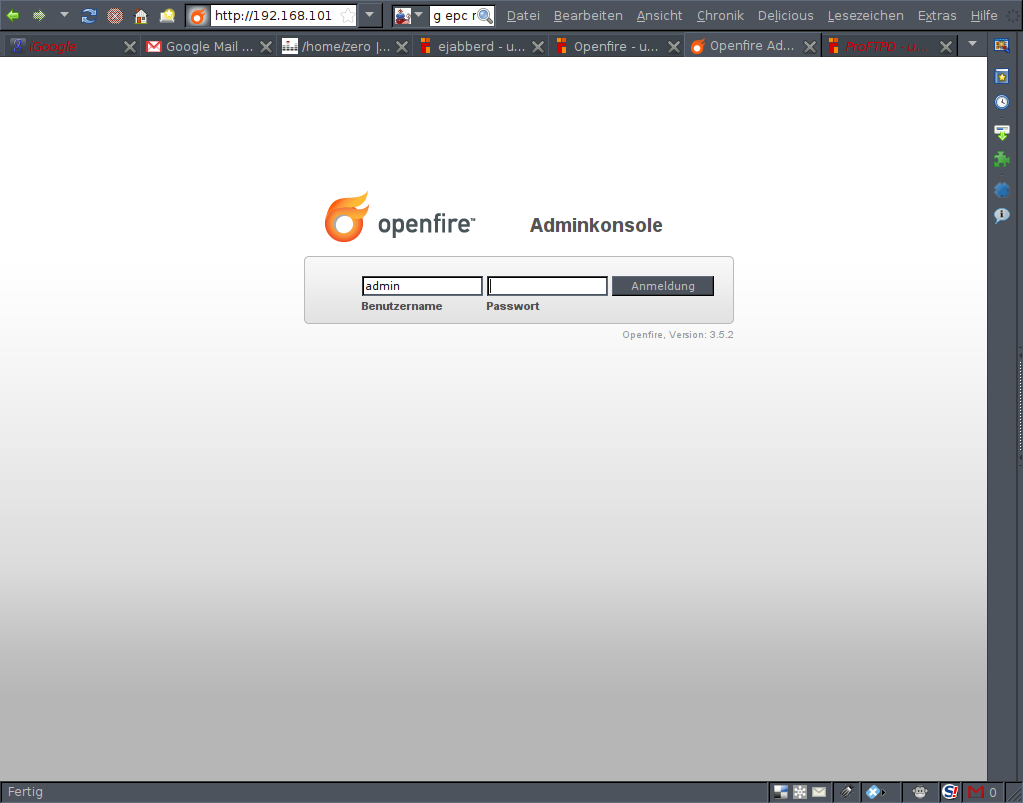 http://192.168.101
g epc r
Datei Bearbeiten Ansicht Chronik Delicious Lesezeichen Extras Hilfe
iGoogle
Google Mail ...
/home/zero |...
ejabberd - u...
Openfire - u...
Openfire Ad...
ProFTPD - u...
openfire™
Adminkonsole
admin
Anmeldung
Benutzername
Passwort
Openfire, Version: 3.5.2
Fertig
S!
0